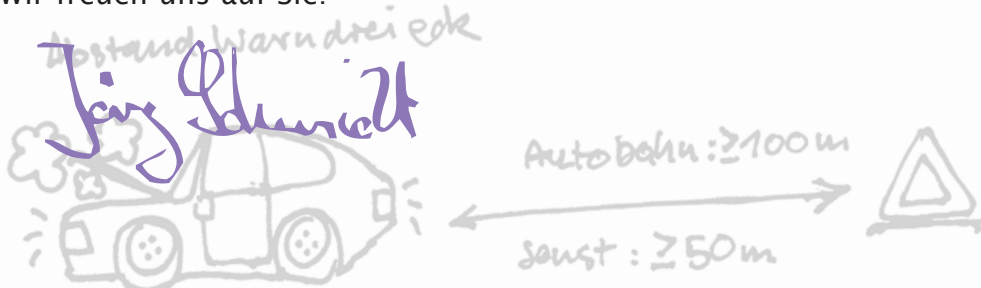 Wir freuen uns auf Sie.
Abstand Warndreieck
Jörg Schmidt
Autobahn: ≥100m
sonst: ≥50m